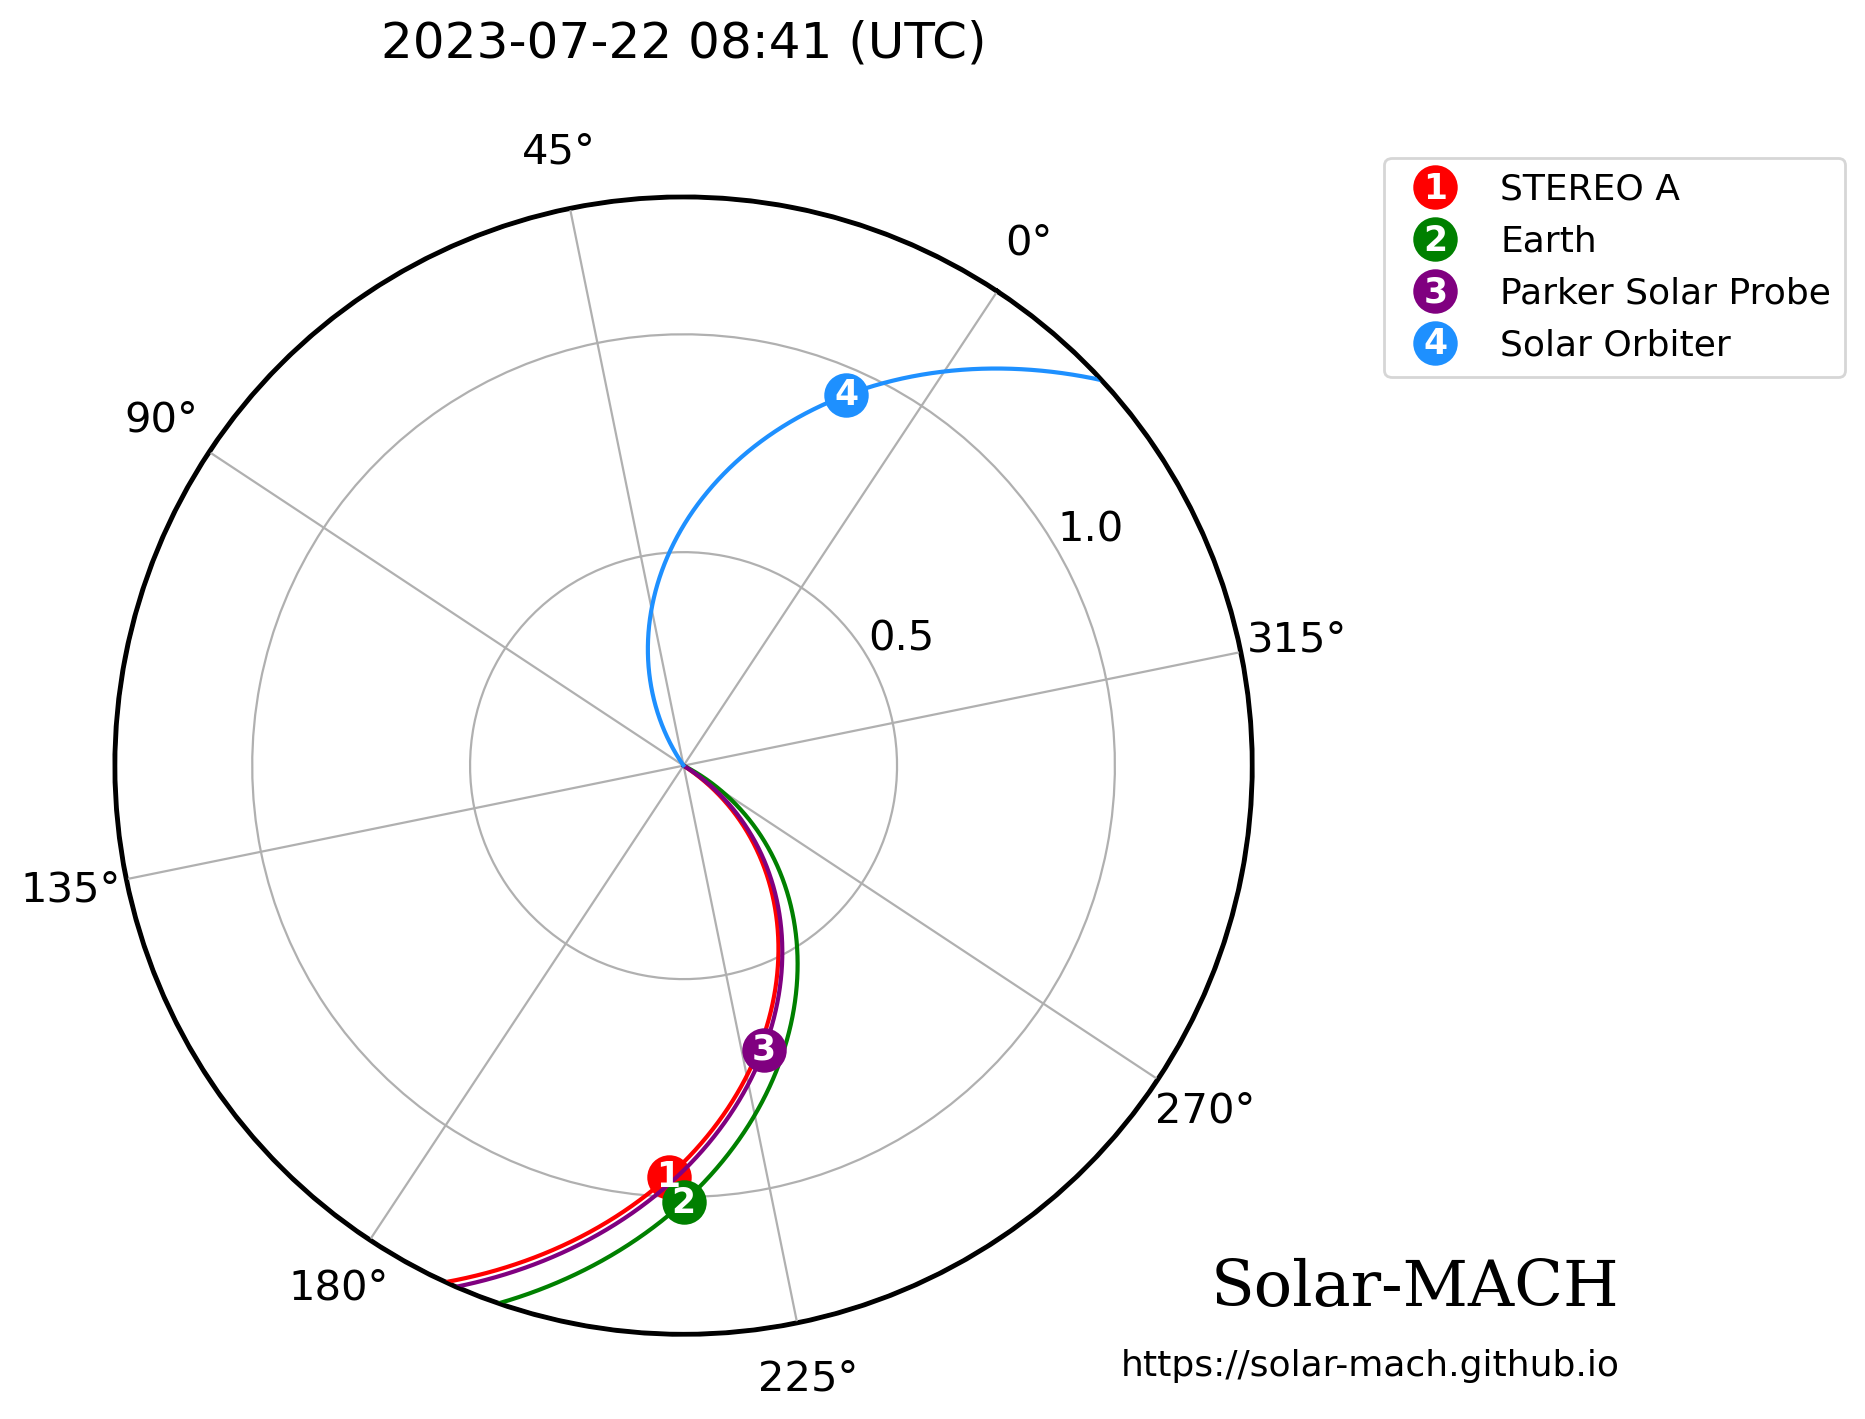 2023-07-22 08:41 (UTC)
45°
0°
1 STEREO A
2 Earth
3 Parker Solar Probe
4 Solar Orbiter
90°
4
1.0
0.5
315°
135°
3
270°
1
2
180°
225°
Solar-MACH
https://solar-mach.github.io